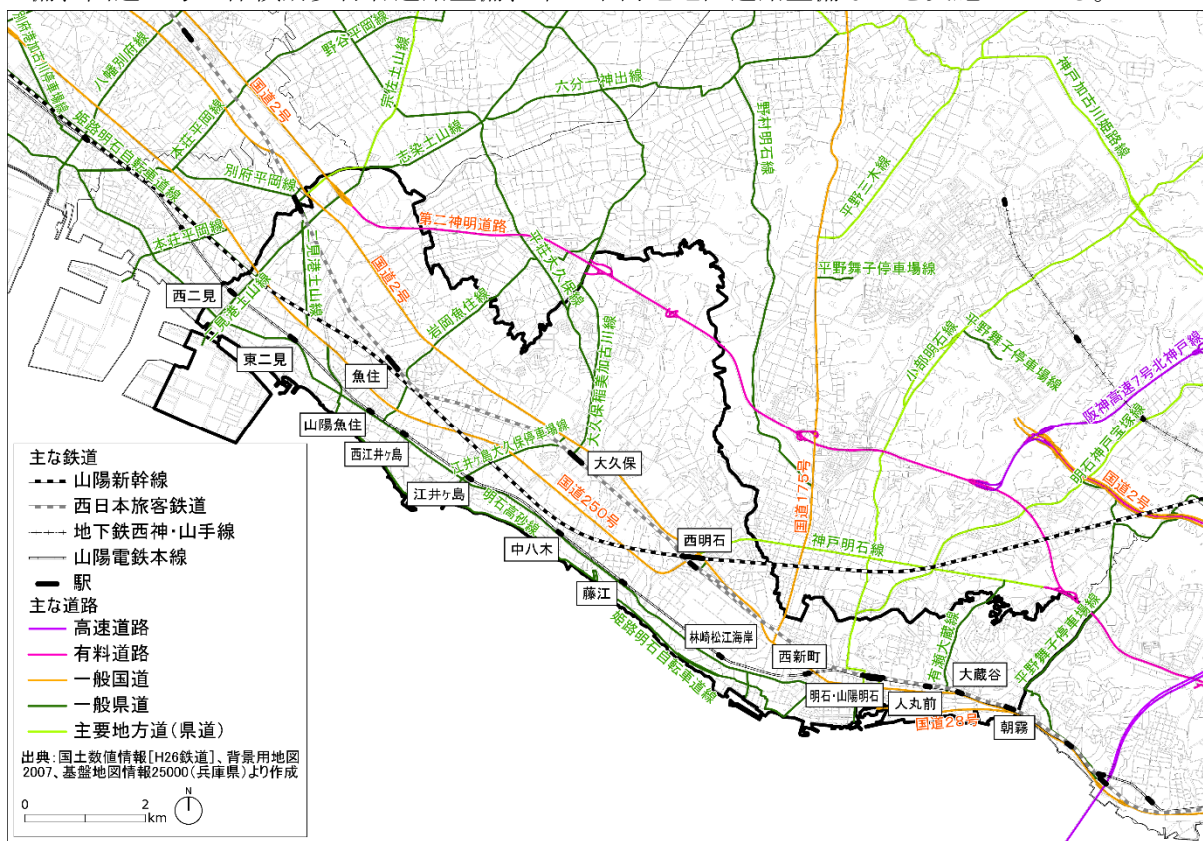 別府港加古川停車場線
八幡別府線
野谷平岡線
国道2号
宗佐土山線
六分一神出線
神戸加古川姫路線
野村明石線
本荘平岡線
志染土山線
姫路明石自転車道線
別府平岡線
平野三木線
第二神明道路
本荘平岡線
二見港土山線
国道2号
平荘大久保線
平野舞子停車場線
西二見
二見港土山線
岩岡魚住線
小部明石線
平野舞子停車場線
阪神高速7号北神戸線
東二見
魚住
大久保稲美加古川線
国道175号
明石神戸宝塚線
国道2号
山陽魚住
西江井ヶ島
江井ヶ島大久保停車場線
大久保
江井ヶ島
明石高砂線
国道250号
中八木
西明石
神戸明石線
藤江
姫路明石自転車道線
林崎松江海岸
西新町
有瀬大蔵線
平野舞子停車場線
大蔵谷
明石・山陽明石
人丸前
国道28号
朝霧
主な鉄道
山陽新幹線
西日本旅客鉄道
地下鉄西神・山手線
山陽電鉄本線
駅
主な道路
高速道路
有料道路
一般国道
一般県道
主要地方道(県道)
出典:国土数値情報[H26鉄道]、背景用地図
2007、基盤地図情報25000(兵庫県)より作成
0 2
km
N